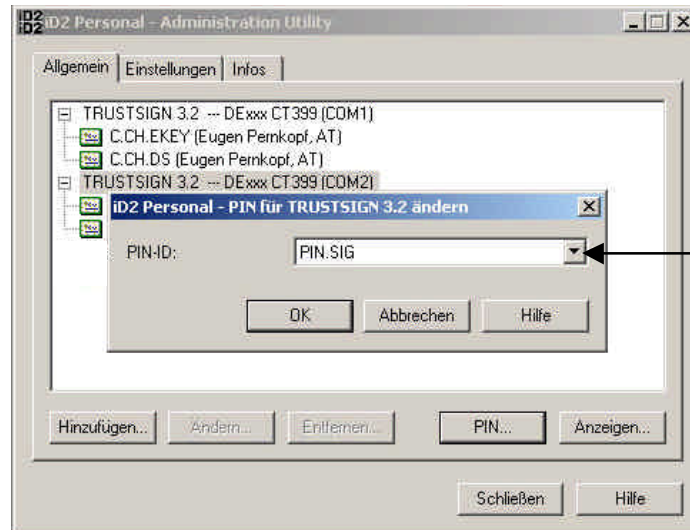 iD2 iD2 Personal - Administration Utility
Allgemein Einstellungen Infos
TRUSTSIGN 3.2 --- DExxx CT399 (COM1)
C.CH.EKEY (Eugen Pernkopf, AT)
C.CH.DS (Eugen Pernkopf, AT)
TRUSTSIGN 3.2 --- DExxx CT399 (COM2)
iD2 Personal - PIN für TRUSTSIGN 3.2 ändern
PIN-ID: PIN.SIG
OK Abbrechen Hilfe
Hinzufügen... Ändern... Entfernen... PIN... Anzeigen...
Schließen Hilfe